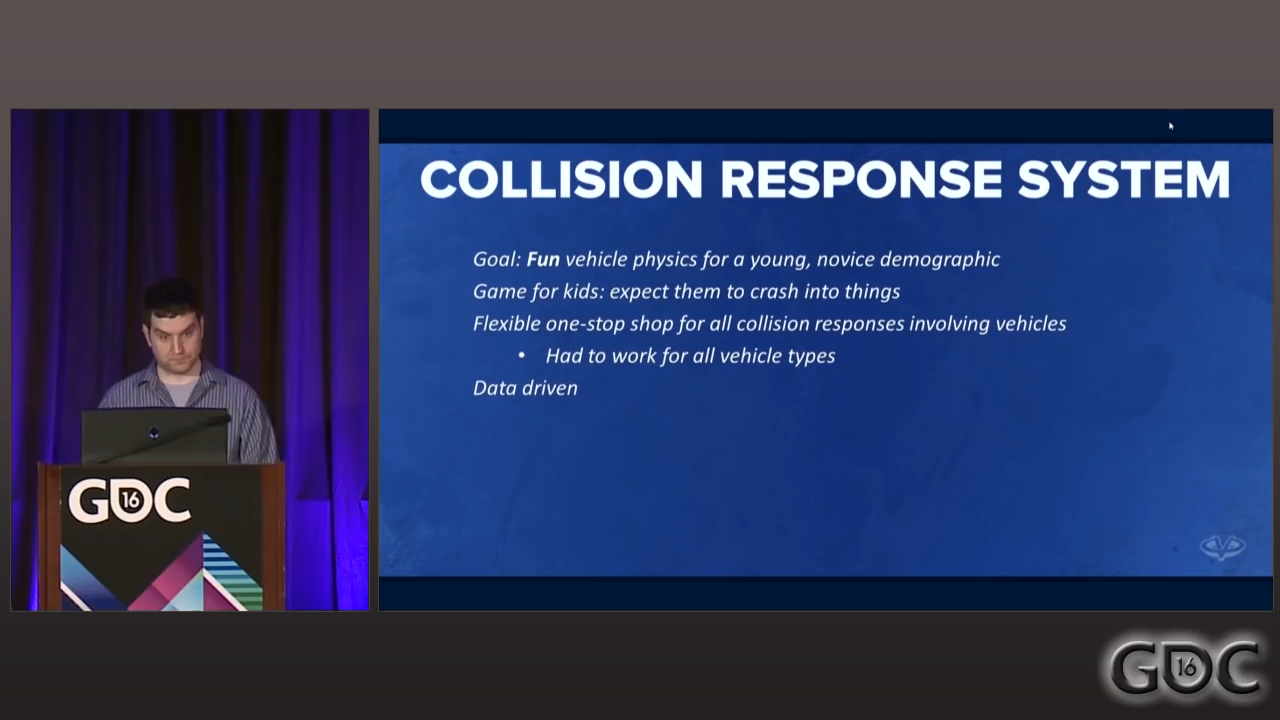 COLLISION RESPONSE SYSTEM
Goal: Fun vehicle physics for a young, novice demographic
Game for kids: expect them to crash into things
Flexible one-stop shop for all collision responses involving vehicles
• Had to work for all vehicle types
Data driven
GDC 16
GDC 16